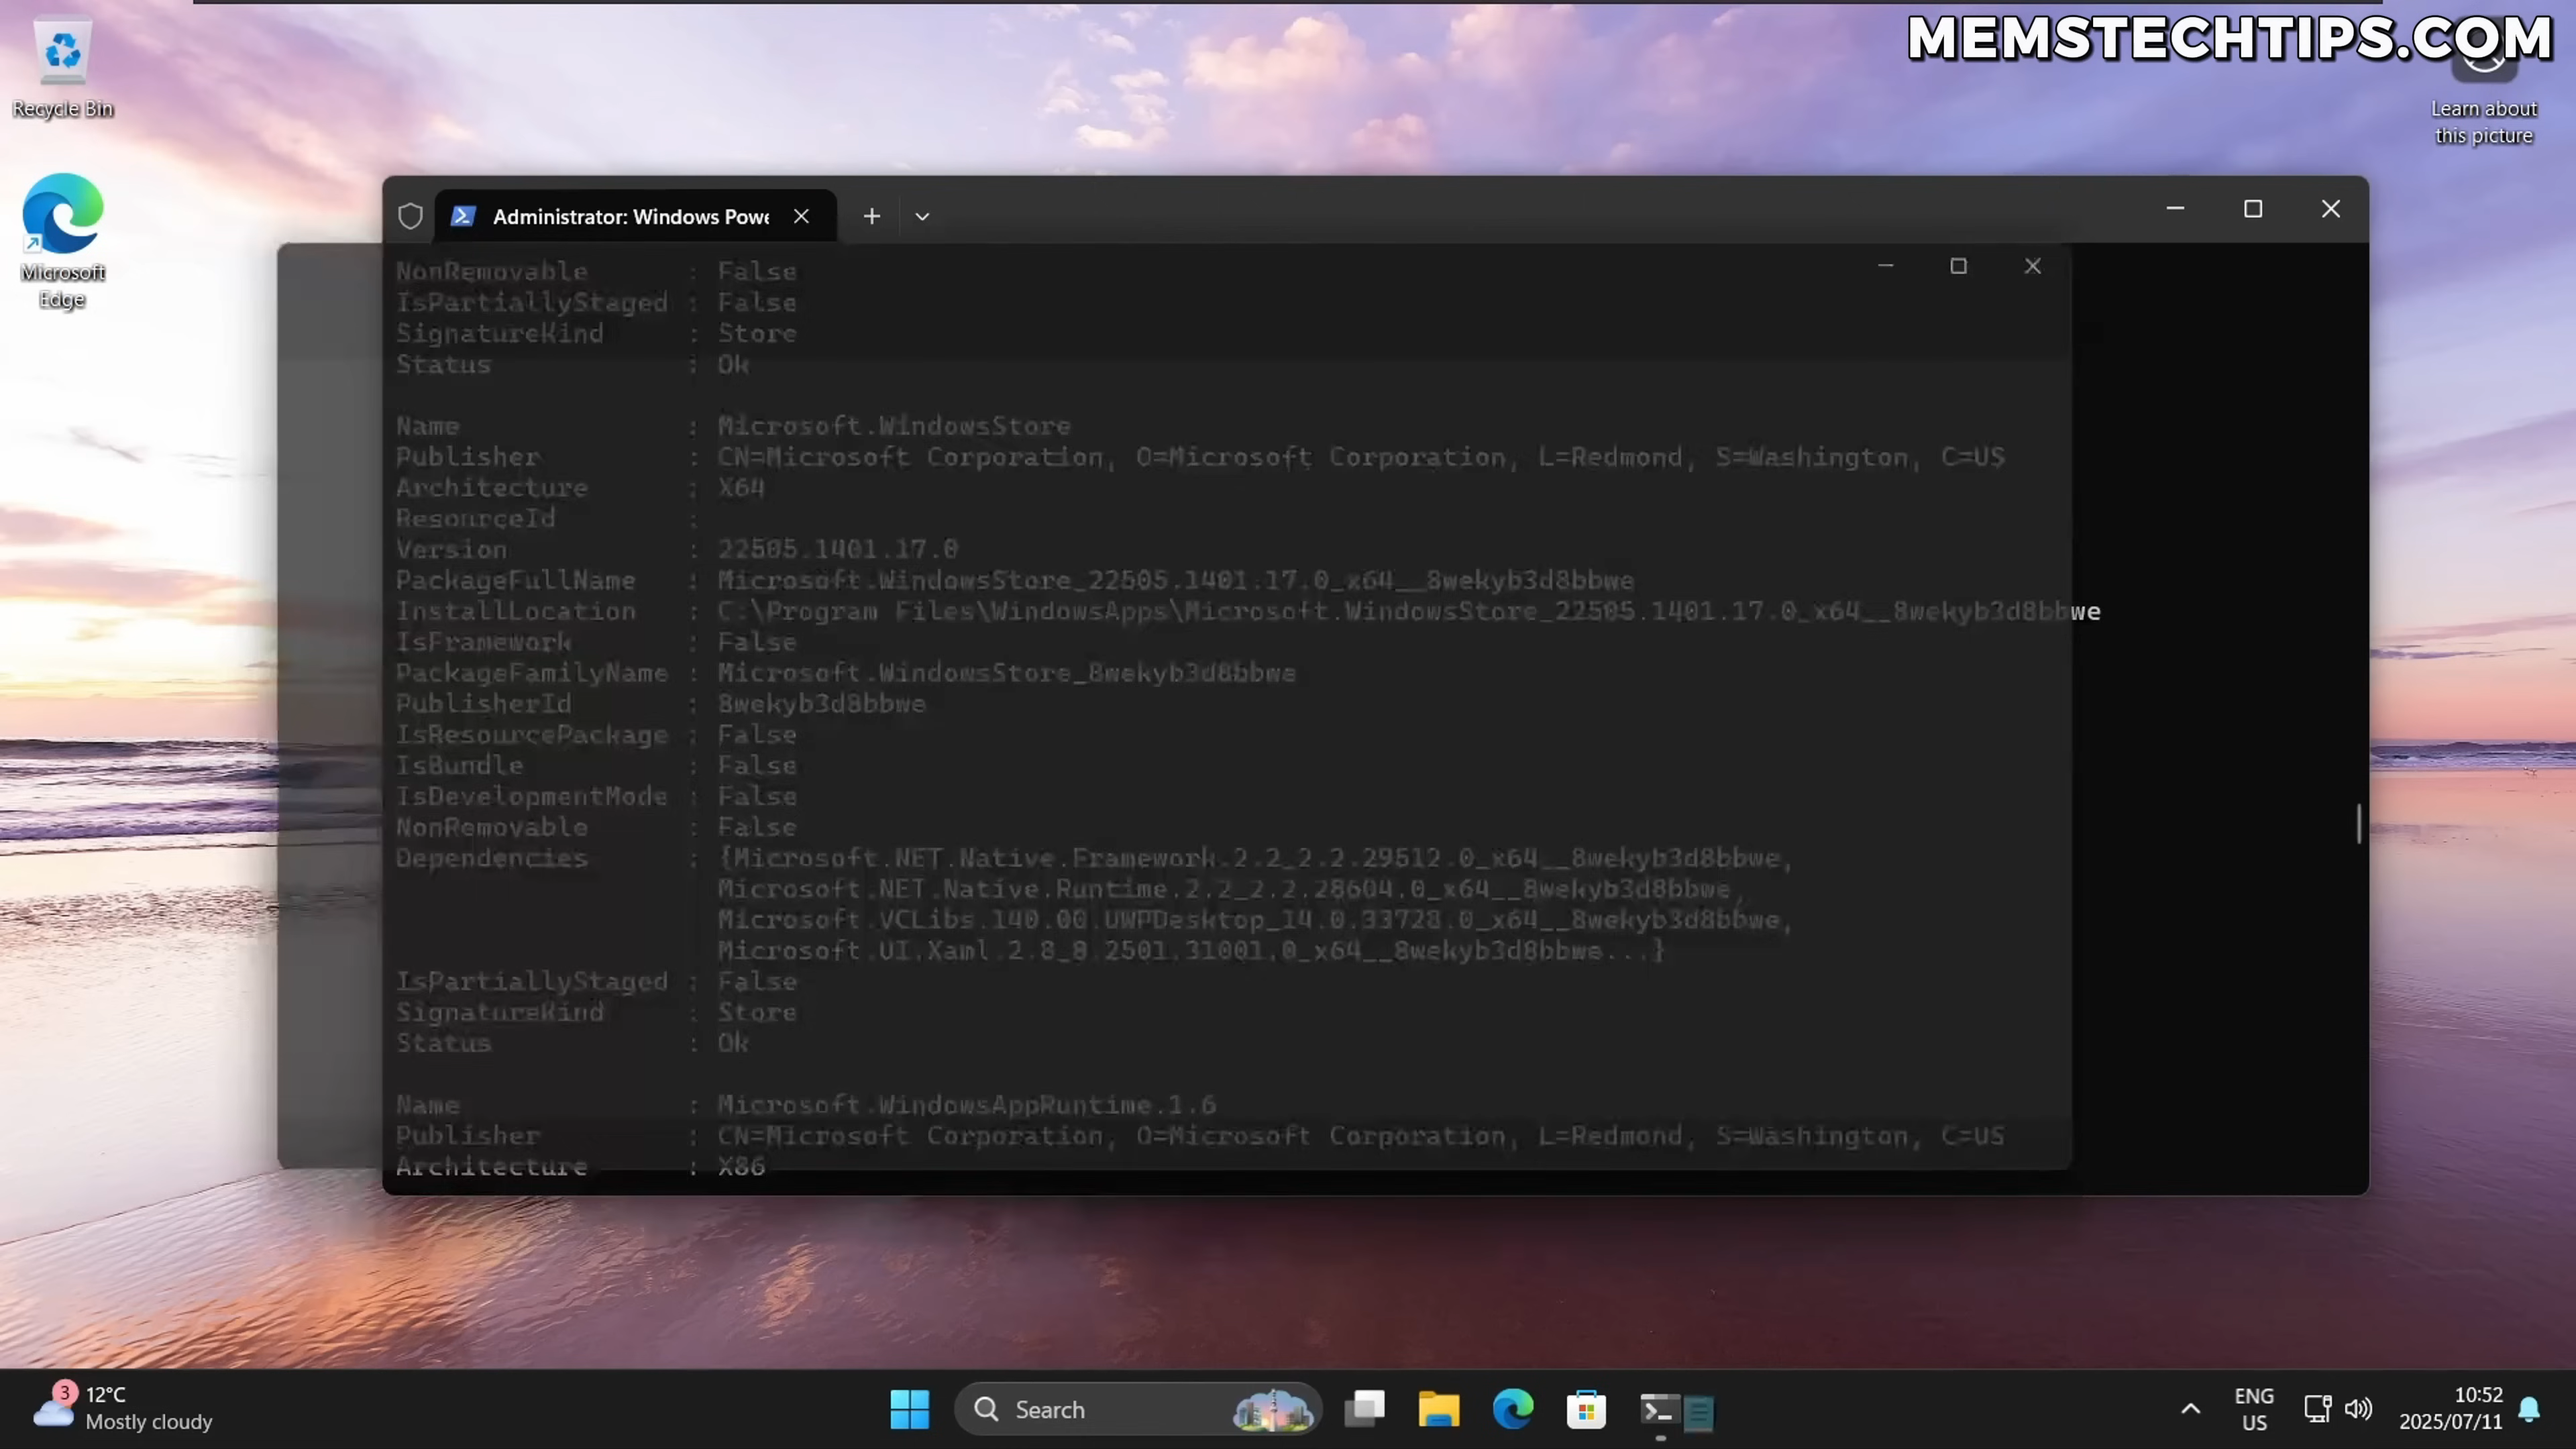 MEMSTECHTIPS.COM
Recycle Bin
Learn about
this picture
Microsoft
Edge
Administrator: Windows Powe
NonRemovable : False
IsPartiallyStaged : False
SignatureKind : Store
Status : Ok
Name : Microsoft.WindowsStore
Publisher : CN=Microsoft Corporation, O=Microsoft Corporation, L=Redmond, S=Washington, C=US
Architecture : X64
ResourceId :
Version : 22505.1401.17.0
PackageFullName : Microsoft.WindowsStore_22505.1401.17.0_x64__8wekyb3d8bbwe
InstallLocation : C:\Program Files\WindowsApps\Microsoft.WindowsStore_22505.1401.17.0_x64__8wekyb3d8bbwe
IsFramework : False
PackageFamilyName : Microsoft.WindowsStore_8wekyb3d8bbwe
PublisherId : 8wekyb3d8bbwe
IsResourcePackage : False
IsBundle : False
IsDevelopmentMode : False
NonRemovable : False
Dependencies : {Microsoft.NET.Native.Framework.2.2_2.2.29512.0_x64__8wekyb3d8bbwe,
Microsoft.NET.Native.Runtime.2.2_2.2.28604.0_x64__8wekyb3d8bbwe,
Microsoft.VCLibs.140.00.UWPDesktop_14.0.33728.0_x64__8wekyb3d8bbwe,
Microsoft.UI.Xaml.2.8_8.2501.31001.0_x64__8wekyb3d8bbwe...}
IsPartiallyStaged : False
SignatureKind : Store
Status : Ok
Name : Microsoft.WindowsAppRuntime.1.6
Publisher : CN=Microsoft Corporation, O=Microsoft Corporation, L=Redmond, S=Washington, C=US
Architecture : X86
3
12°C
Mostly cloudy
Search
ENG
US
10:52
2025/07/11